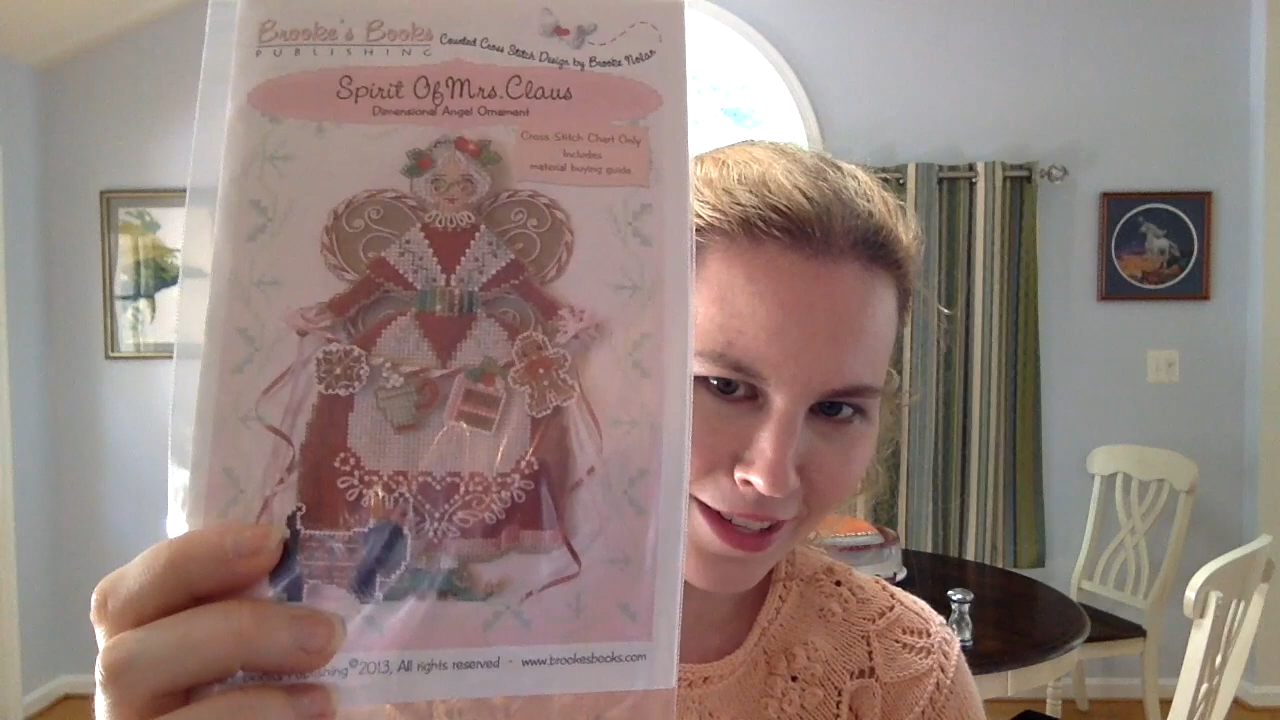 Brooke's Books
PUBLISHING
Counted Cross Stitch Design by Brooke Nolan
Spirit Of Mrs. Claus
Dimensional Angel Ornament
Cross Stitch Chart Only
Includes
material buying guide
Publishing ©2013, All rights reserved - www.brookesbooks.com